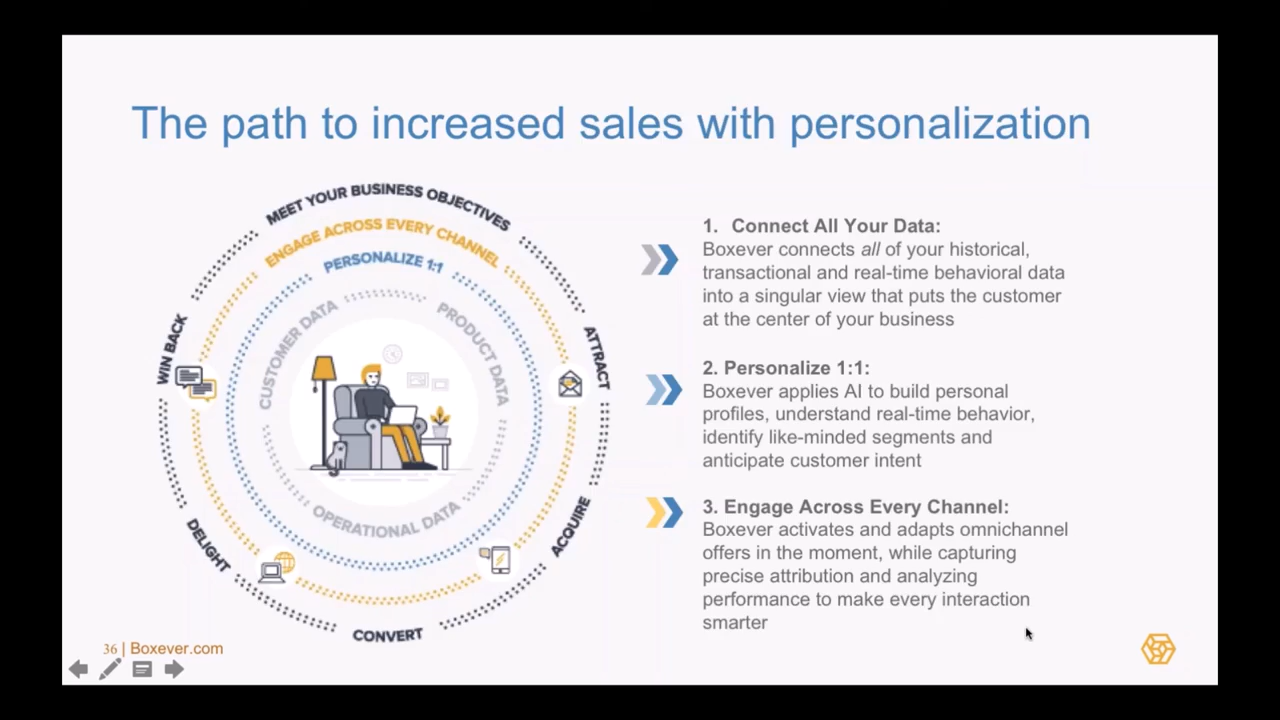 The path to increased sales with personalization
MEET YOUR BUSINESS OBJECTIVES
ENGAGE ACROSS EVERY CHANNEL
PERSONALIZE 1:1
CUSTOMER DATA
PRODUCT DATA
OPERATIONAL DATA
WIN BACK
ATTRACT
ACQUIRE
CONVERT
DELIGHT
1. Connect All Your Data:
Boxever connects all of your historical,
transactional and real-time behavioral data
into a singular view that puts the customer
at the center of your business
2. Personalize 1:1:
Boxever applies AI to build personal
profiles, understand real-time behavior,
identify like-minded segments and
anticipate customer intent
3. Engage Across Every Channel:
Boxever activates and adapts omnichannel
offers in the moment, while capturing
precise attribution and analyzing
performance to make every interaction
smarter
36 | Boxever.com